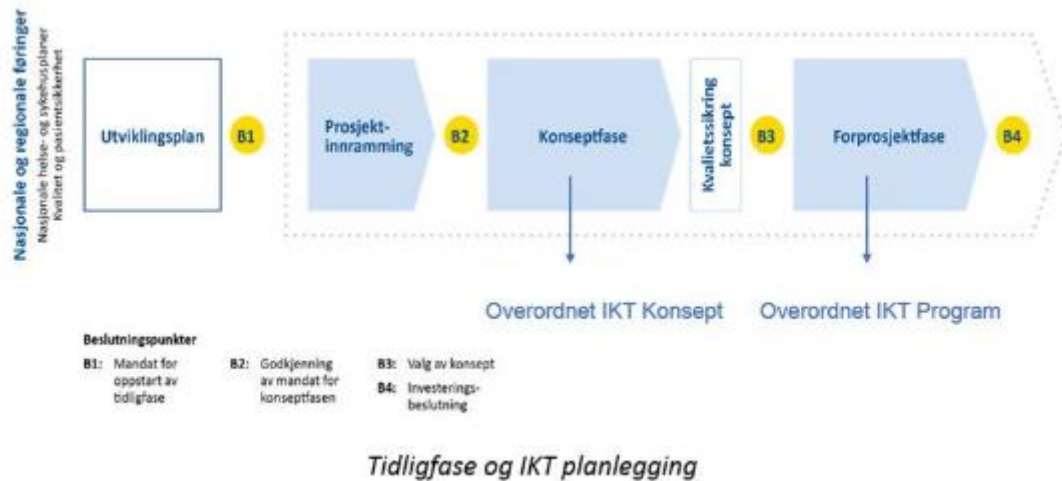 Nasjonale og regionale føringer
Nasjonale helse- og sykehusplaner
Kvalitet og pasientsikkerhet
Utviklingsplan
B1
Prosjekt-
innramming
B2
Konseptfase
Kvalietssikring
konsept
B3
Forprosjektfase
B4
Overordnet IKT Konsept
Overordnet IKT Program
Beslutningspunkter
B1: Mandat for
oppstart av
tidligfase
B2: Godkjenning
av mandat for
konseptfasen
B3: Valg av konsept
B4: Investerings-
beslutning
Tidligfase og IKT planlegging